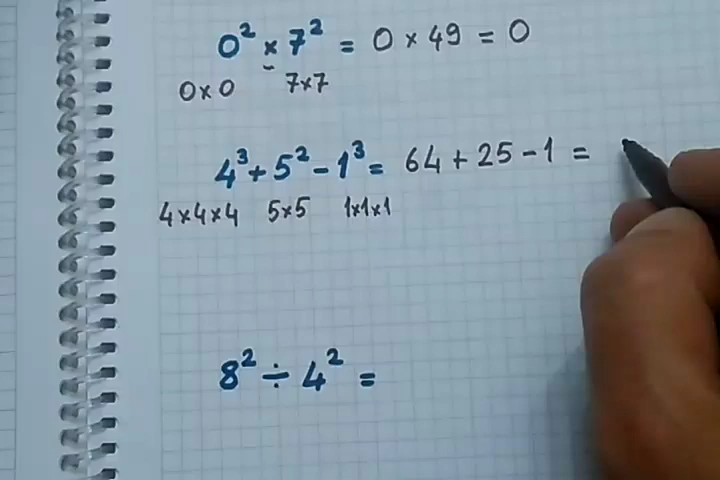 0² × 7² = 0 × 49 = 0
0×0 7×7
4³ + 5² - 1³ = 64 + 25 - 1 =
4×4×4 5×5 1×1×1
8² ÷ 4² =